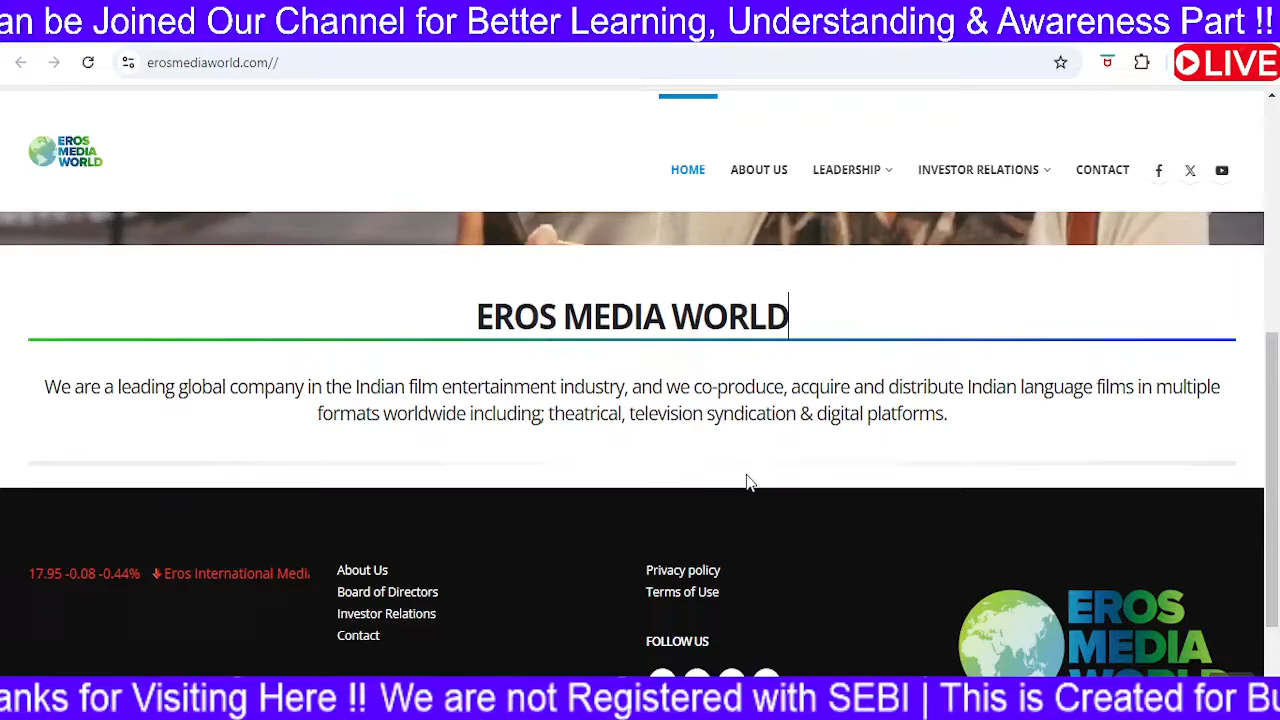 an be Joined Our Channel for Better Learning, Understanding & Awareness Part !!
erosmediaworld.com//
LIVE
EROS
MEDIA
WORLD
HOME ABOUT US LEADERSHIP INVESTOR RELATIONS CONTACT
EROS MEDIA WORLD
We are a leading global company in the Indian film entertainment industry, and we co-produce, acquire and distribute Indian language films in multiple
formats worldwide including; theatrical, television syndication & digital platforms.
17.95 -0.08 -0.44% Eros International Medi
About Us
Board of Directors
Investor Relations
Contact
Privacy policy
Terms of Use
FOLLOW US
EROS
MEDIA
WORLD
anks for Visiting Here !! We are not Registered with SEBI | This is Created for Bu